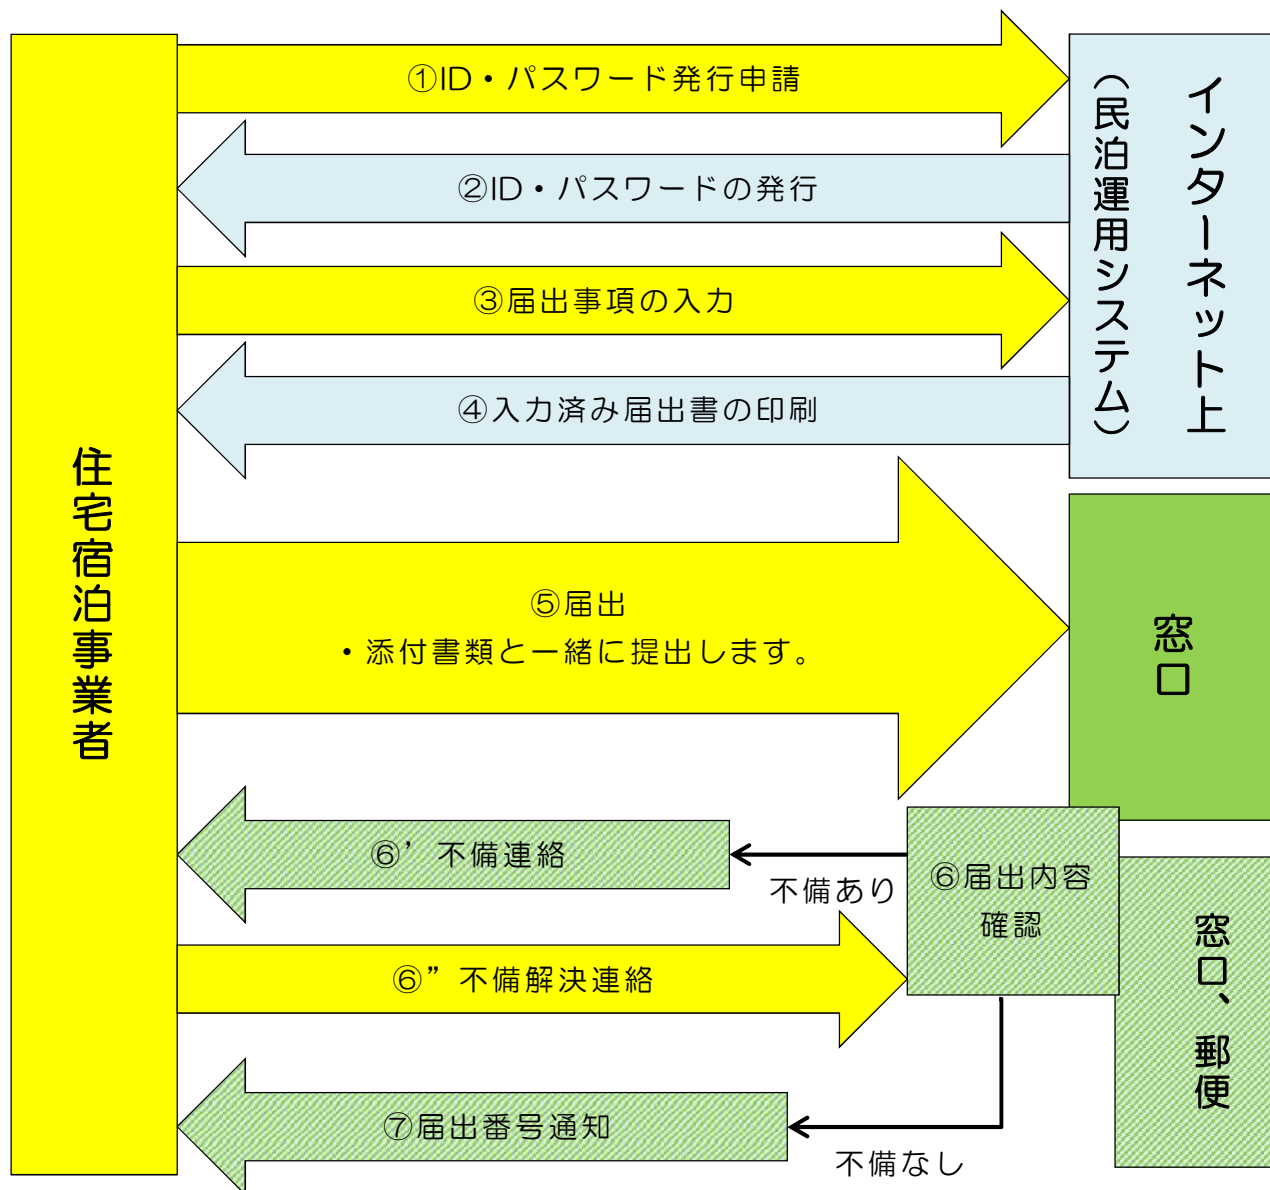 ①ID・パスワード発行申請
②ID・パスワードの発行
③届出事項の入力
④入力済み届出書の印刷
インターネット上
（民泊運用システム）
住宅宿泊事業者
⑤届出
・添付書類と一緒に提出します。
窓口
⑥’不備連絡
不備あり
⑥届出内容
確認
⑥”不備解決連絡
窓口、郵便
⑦届出番号通知
不備なし